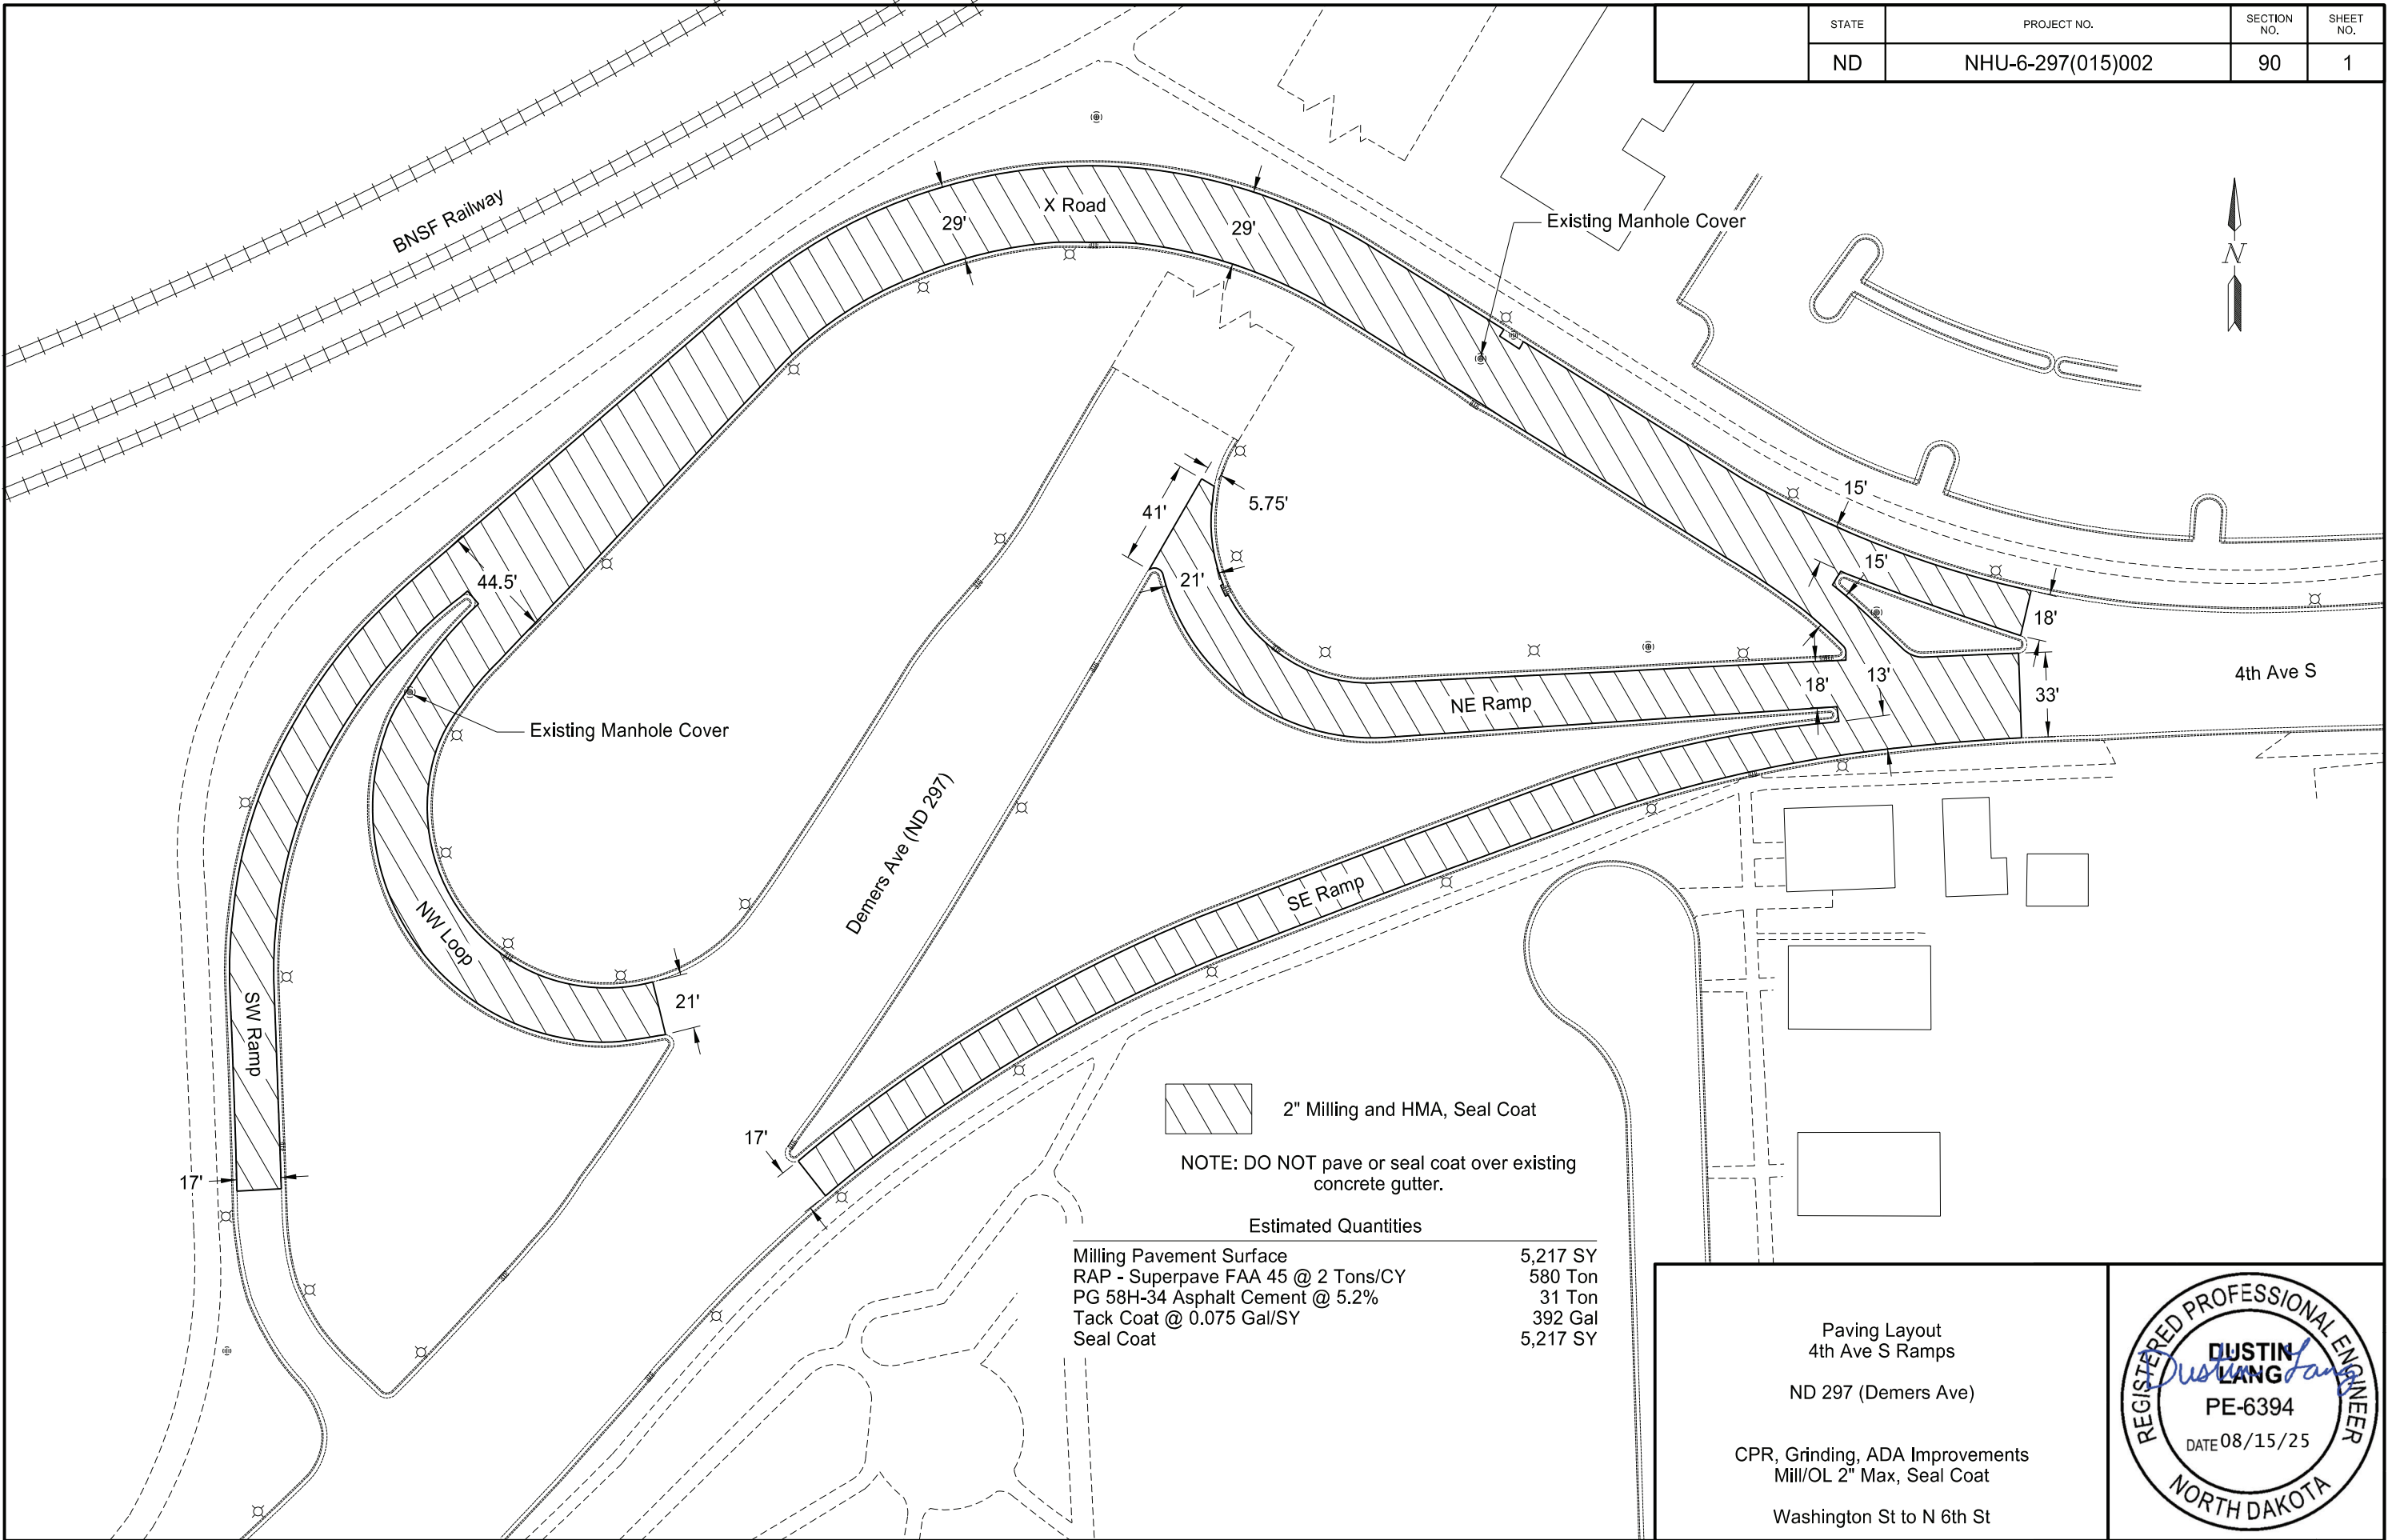 STATE
PROJECT NO.
SECTION NO.
SHEET NO.
ND
NHU-6-297(015)002
90
1
BNSF Railway
29'
X Road
29'
Existing Manhole Cover
N
15'
41'
5.75'
15'
44.5'
21'
18'
4th Ave S
13'
18'
33'
NE Ramp
Existing Manhole Cover
Demers Ave (ND 297)
SE Ramp
NW Loop
21'
SW Ramp
17'
17'
2" Milling and HMA, Seal Coat
NOTE: DO NOT pave or seal coat over existing
concrete gutter.
Estimated Quantities
Milling Pavement Surface 5,217 SY
RAP - Superpave FAA 45 @ 2 Tons/CY 580 Ton
PG 58H-34 Asphalt Cement @ 5.2% 31 Ton
Tack Coat @ 0.075 Gal/SY 392 Gal
Seal Coat 5,217 SY
Paving Layout
4th Ave S Ramps
ND 297 (Demers Ave)
CPR, Grinding, ADA Improvements
Mill/OL 2" Max, Seal Coat
Washington St to N 6th St
REGISTERED PROFESSIONAL ENGINEER
DUSTIN
LANG
Dustin Lang
PE-6394
DATE 08/15/25
NORTH DAKOTA